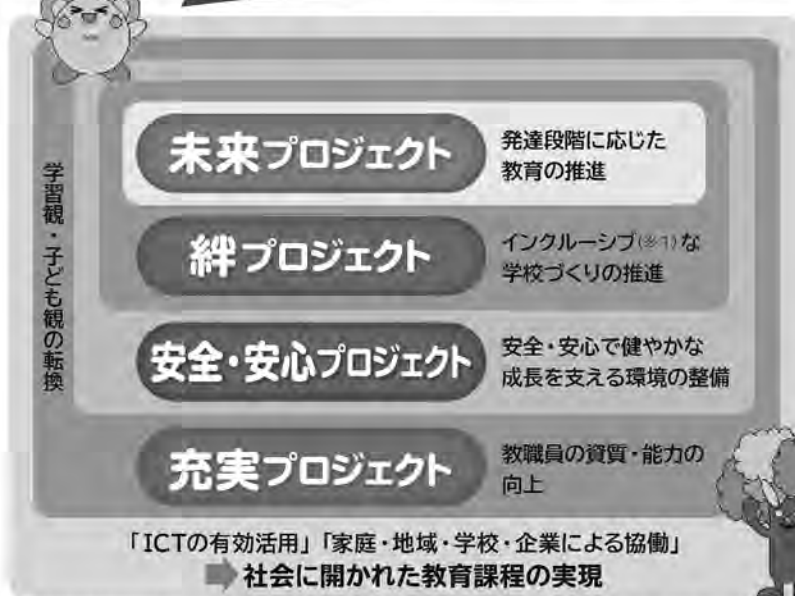 学習観・子ども観の転換
未来プロジェクト
発達段階に応じた
教育の推進
絆プロジェクト
インクルーシブ(※1)な
学校づくりの推進
安全・安心プロジェクト
安全・安心で健やかな
成長を支える環境の整備
充実プロジェクト
教職員の資質・能力の
向上
「ICTの有効活用」「家庭・地域・学校・企業による協働」
➡社会に開かれた教育課程の実現